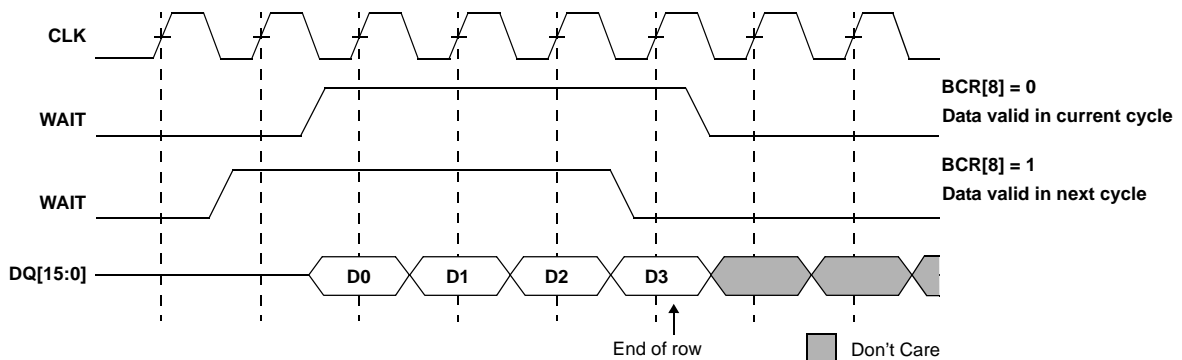 CLK
BCR[8] = 0
WAIT
Data valid in current cycle
BCR[8] = 1
WAIT
Data valid in next cycle
DQ[15:0]
D0
D1
D2
D3
End of row
Don't Care